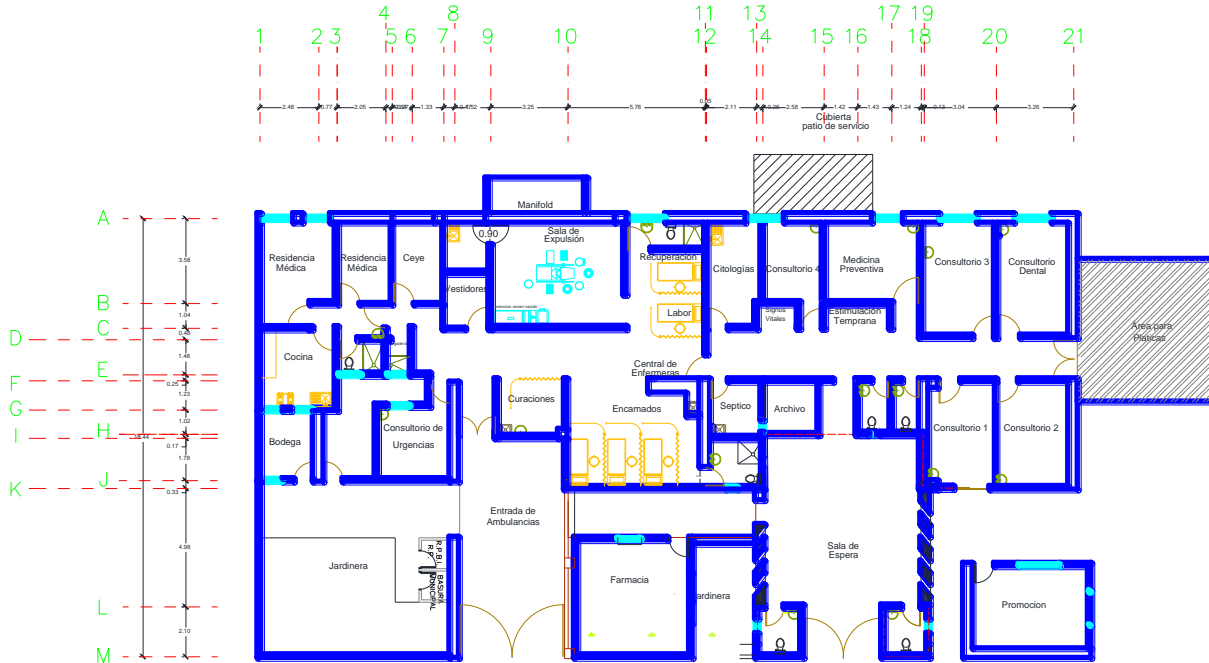 4 8 11 13 17 19
1 2 3 5 6 7 9 10 12 14 15 16 18 20 21
2.48 0.77 2.05 1.33 3.25 5.78 2.11 2.58 1.42 1.43 1.24 3.04 3.26
Cubierta
patio de servicio
A
Manifold
3.58
0.90
Sala de
Expulsión
Residencia
Médica
Residencia
Médica
Ceye
Recuperación
Citologías
Consultorio 4
Medicina
Preventiva
Consultorio 3
Consultorio
Dental
Vestidores
B
1.04
Labor
Signos
Vitales
Estimulación
Temprana
C
0.48
D
Area para
Platicas
1.48
Cocina
Central de
Enfermeras
E
0.25
F
1.23
Curaciones
Encamados
Septico
Archivo
G
1.02
Consultorio de
Urgencias
Consultorio 1
Consultorio 2
H
I
0.17
Bodega
1.78
J
K
0.33
Entrada de
Ambulancias
4.98
Sala de
Espera
R.P.B.I.
BASURA
MUNICIPAL
Jardinera
Farmacia
Jardinera
Promocion
L
2.10
M